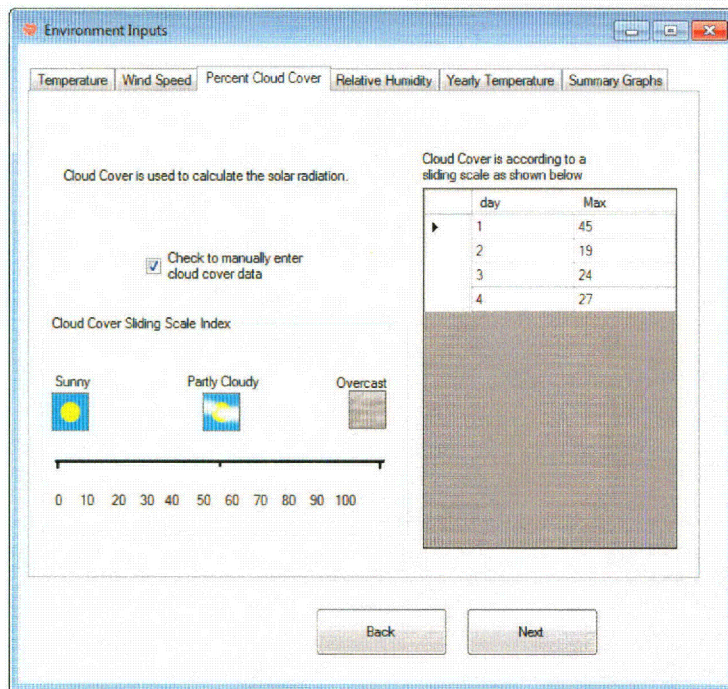 Environment Inputs
Temperature Wind Speed Percent Cloud Cover Relative Humidity Yearly Temperature Summary Graphs
Cloud Cover is used to calculate the solar radiation.
Check to manually enter
cloud cover data
Cloud Cover Sliding Scale Index
Sunny Partly Cloudy Overcast
0 10 20 30 40 50 60 70 80 90 100
Cloud Cover is according to a
sliding scale as shown below
day Max
1 45
2 19
3 24
4 27
Back Next